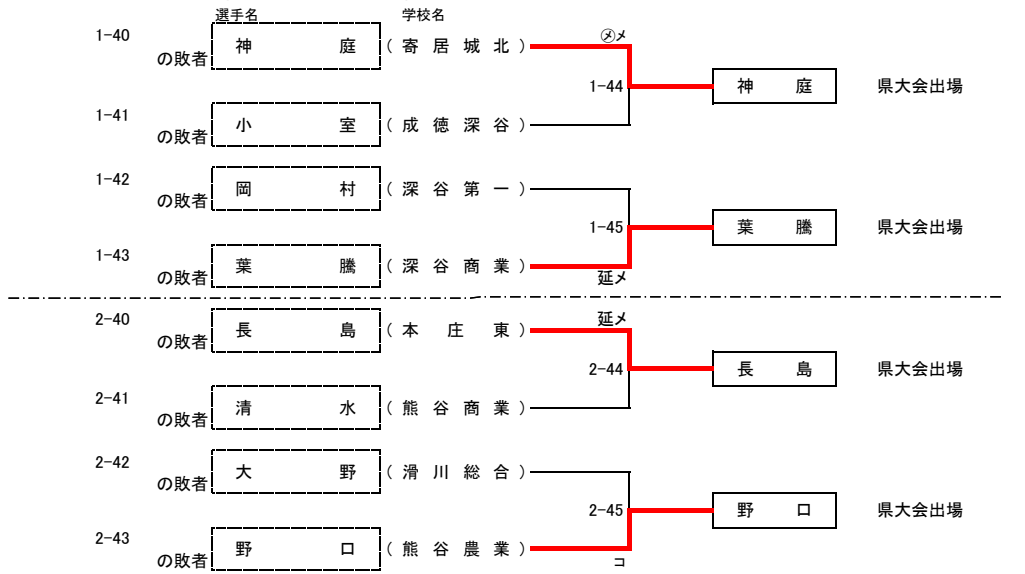 選手名 学校名
1-40 の敗者 神 庭 ( 寄 居 城 北 ) ㋱メ
1-44 神 庭 県大会出場
1-41 の敗者 小 室 ( 成 徳 深 谷 )
1-42 の敗者 岡 村 ( 深 谷 第 一 )
1-45 葉 騰 県大会出場
1-43 の敗者 葉 騰 ( 深 谷 商 業 ) 延メ
2-40 の敗者 長 島 ( 本 庄 東 ) 延メ
2-44 長 島 県大会出場
2-41 の敗者 清 水 ( 熊 谷 商 業 )
2-42 の敗者 大 野 ( 滑 川 総 合 )
2-45 野 口 県大会出場
2-43 の敗者 野 口 ( 熊 谷 農 業 ) コ